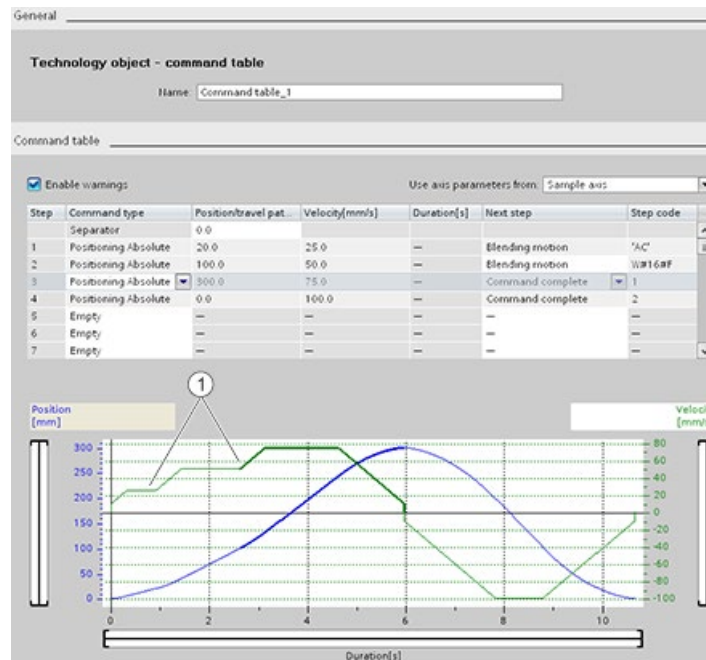 General
Technology object - command table
Name: Command table_1
Command table
Enable warnings Use axis parameters from: Sample axis
Step Command type Position/travel pat... Velocity[mm/s] Duration[s] Next step Step code
Separator 0.0
1 Positioning Absolute 20.0 25.0 — Blending motion 'AC'
2 Positioning Absolute 100.0 50.0 — Blending motion W#16#F
3 Positioning Absolute 300.0 75.0 — Command complete 1
4 Positioning Absolute 0.0 100.0 — Command complete 2
5 Empty — — — — —
6 Empty — — — — —
7 Empty — — — — —
1
Position
[mm]
Veloci
[mm/
300
250
200
150
100
50
0
80
60
40
20
0
-20
-40
-60
-80
-100
0 2 4 6 8 10
Duration[s]